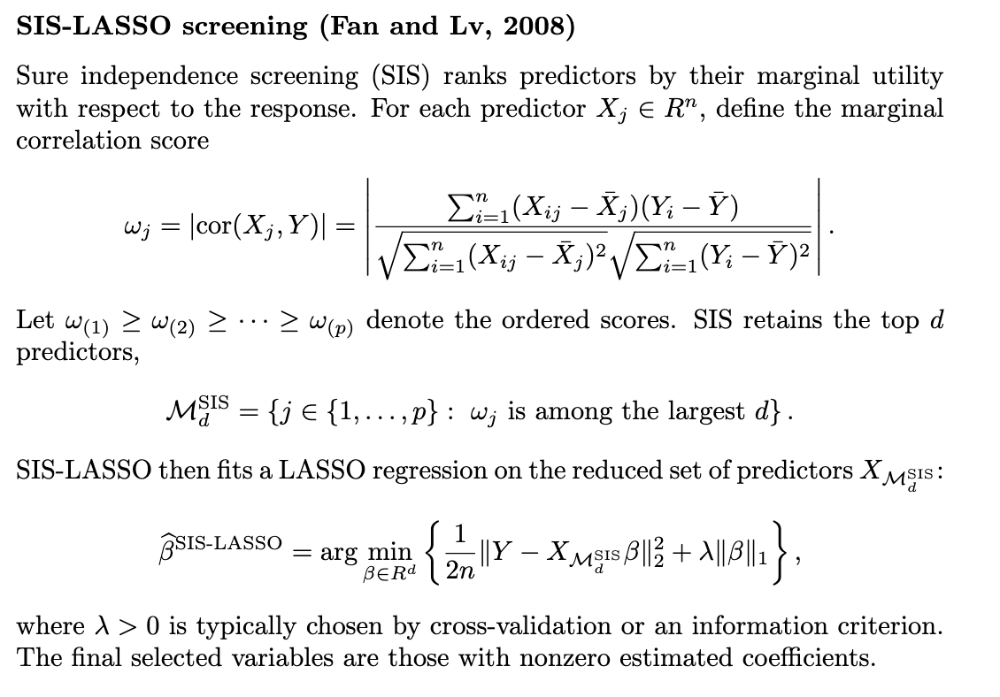 SIS-LASSO screening (Fan and Lv, 2008)
Sure independence screening (SIS) ranks predictors by their marginal utility
with respect to the response. For each predictor $X_j \in R^n$, define the marginal
correlation score
$$\omega_j = |\mathrm{cor}(X_j, Y)| = \left| \frac{\sum_{i=1}^n (X_{ij} - \bar{X}_j)(Y_i - \bar{Y})}{\sqrt{\sum_{i=1}^n (X_{ij} - \bar{X}_j)^2} \sqrt{\sum_{i=1}^n (Y_i - \bar{Y})^2}} \right|.$$
Let $\omega_{(1)} \geq \omega_{(2)} \geq \cdots \geq \omega_{(p)}$ denote the ordered scores. SIS retains the top $d$
predictors,
$$\mathcal{M}_d^{\mathrm{SIS}} = \{ j \in \{1, \ldots, p\} : \omega_j \text{ is among the largest } d \}.$$
SIS-LASSO then fits a LASSO regression on the reduced set of predictors $X_{\mathcal{M}_d^{\mathrm{SIS}}}$:
$$\widehat{\beta}^{\mathrm{SIS\text{-}LASSO}} = \arg\min_{\beta \in R^d} \left\{ \frac{1}{2n} \| Y - X_{\mathcal{M}_d^{\mathrm{SIS}}} \beta \|_2^2 + \lambda \| \beta \|_1 \right\},$$
where $\lambda > 0$ is typically chosen by cross-validation or an information criterion.
The final selected variables are those with nonzero estimated coefficients.